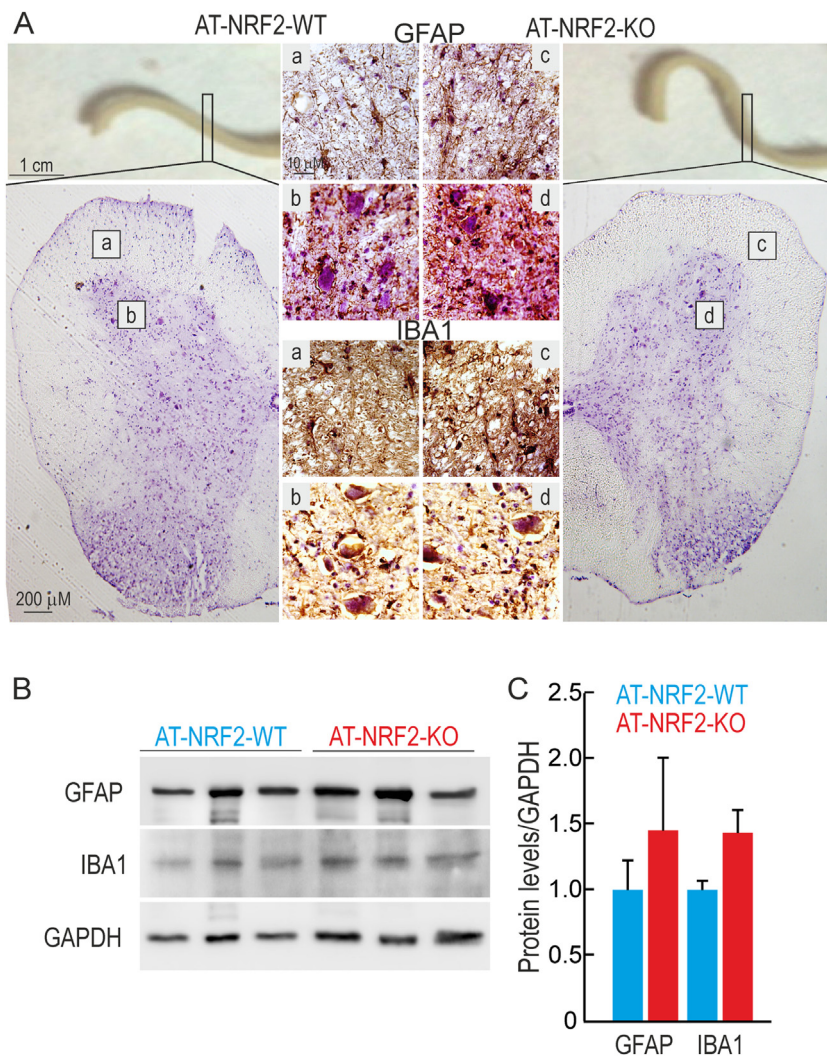 A
AT-NRF2-WT
GFAP
AT-NRF2-KO
a
c
1 cm
10 µM
b
d
a
c
b
d
IBA1
a
c
b
d
200 µM
B
AT-NRF2-WT
AT-NRF2-KO
GFAP
IBA1
GAPDH
C
AT-NRF2-WT
AT-NRF2-KO
Protein levels/GAPDH
2.5
2.0
1.5
1.0
0.5
0
GFAP
IBA1